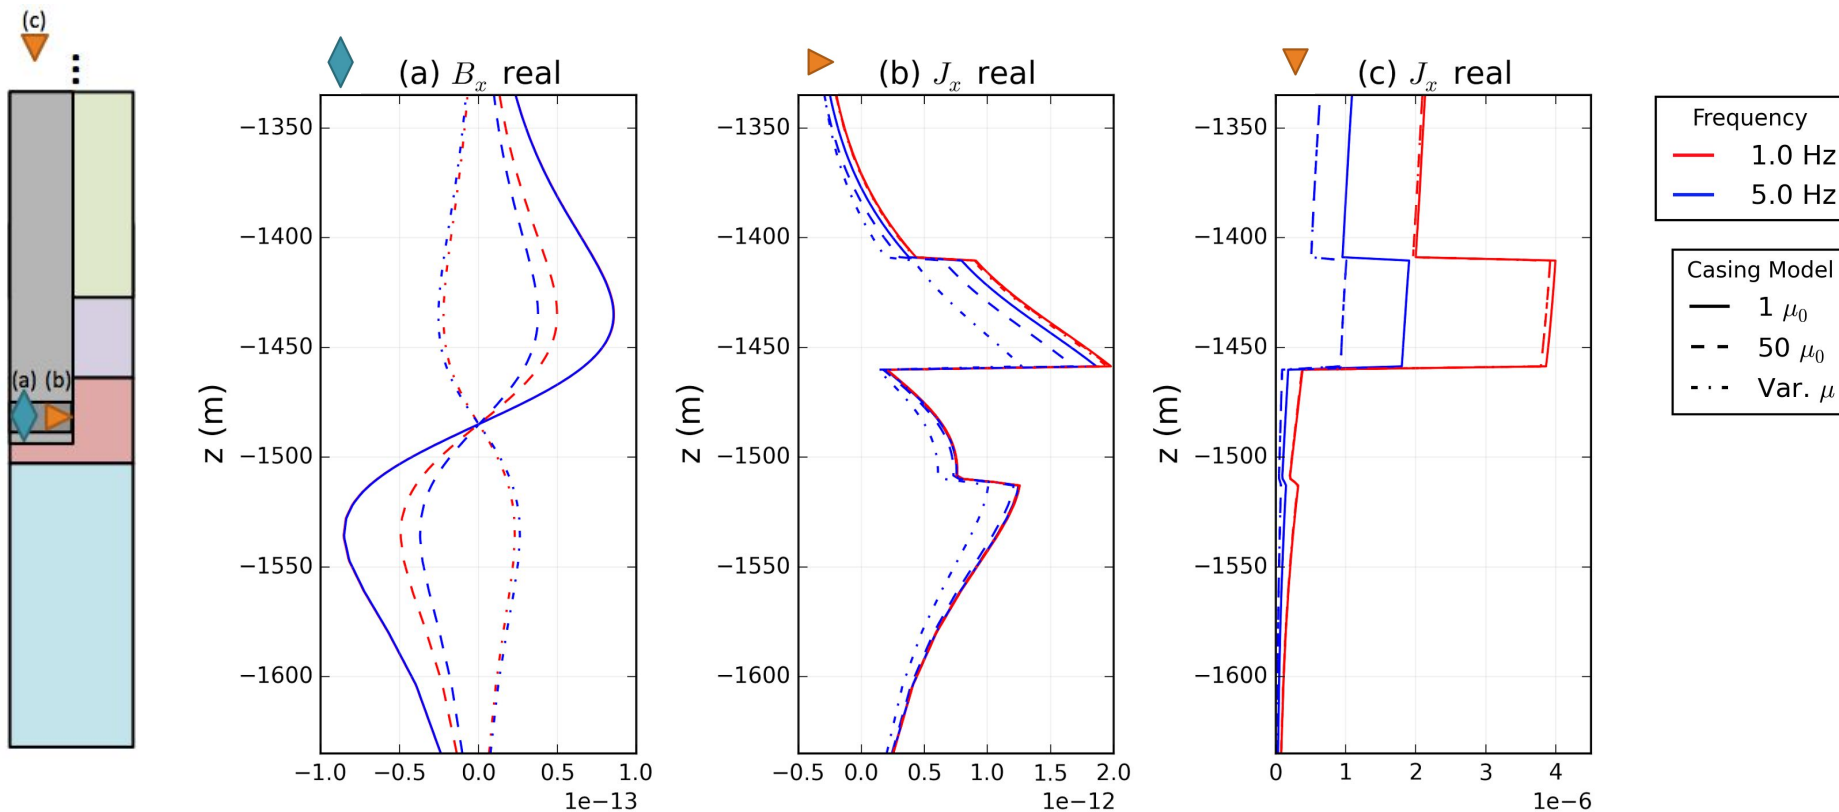 (c)
⋮
(a) (b)
(a) Bₓ real
z (m)
−1350
−1400
−1450
−1500
−1550
−1600
−1.0 −0.5 0.0 0.5 1.0
1e−13
(b) Jₓ real
z (m)
−1350
−1400
−1450
−1500
−1550
−1600
−0.5 0.0 0.5 1.0 1.5 2.0
1e−12
(c) Jₓ real
z (m)
−1350
−1400
−1450
−1500
−1550
−1600
0 1 2 3 4
1e−6
Frequency
1.0 Hz
5.0 Hz
Casing Model
1 μ₀
50 μ₀
Var. μ